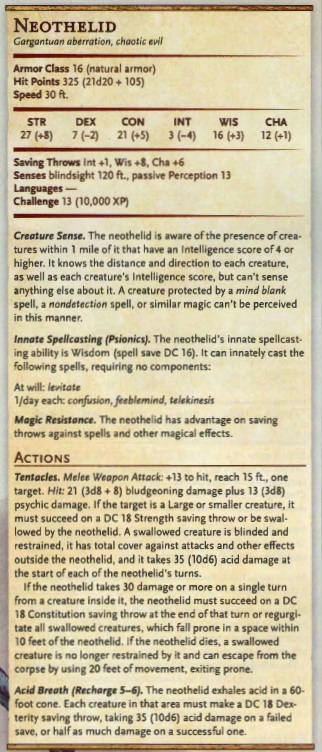 NEOTHELID
Gargantuan aberration, chaotic evil
Armor Class 16 (natural armor)
Hit Points 325 (21d20 + 105)
Speed 30 ft.
STR DEX CON INT WIS CHA
27 (+8) 7 (−2) 21 (+5) 3 (−4) 16 (+3) 12 (+1)
Saving Throws Int +1, Wis +8, Cha +6
Senses blindsight 120 ft., passive Perception 13
Languages —
Challenge 13 (10,000 XP)
Creature Sense. The neothelid is aware of the presence of crea-
tures within 1 mile of it that have an Intelligence score of 4 or
higher. It knows the distance and direction to each creature,
as well as each creature's Intelligence score, but can't sense
anything else about it. A creature protected by a mind blank
spell, a nondetection spell, or similar magic can't be perceived
in this manner.
Innate Spellcasting (Psionics). The neothelid's innate spellcast-
ing ability is Wisdom (spell save DC 16). It can innately cast the
following spells, requiring no components:
At will: levitate
1/day each: confusion, feeblemind, telekinesis
Magic Resistance. The neothelid has advantage on saving
throws against spells and other magical effects.
ACTIONS
Tentacles. Melee Weapon Attack: +13 to hit, reach 15 ft., one
target. Hit: 21 (3d8 + 8) bludgeoning damage plus 13 (3d8)
psychic damage. If the target is a Large or smaller creature, it
must succeed on a DC 18 Strength saving throw or be swal-
lowed by the neothelid. A swallowed creature is blinded and
restrained, it has total cover against attacks and other effects
outside the neothelid, and it takes 35 (10d6) acid damage at
the start of each of the neothelid's turns.
If the neothelid takes 30 damage or more on a single turn
from a creature inside it, the neothelid must succeed on a DC
18 Constitution saving throw at the end of that turn or regurgi-
tate all swallowed creatures, which fall prone in a space within
10 feet of the neothelid. If the neothelid dies, a swallowed
creature is no longer restrained by it and can escape from the
corpse by using 20 feet of movement, exiting prone.
Acid Breath (Recharge 5–6). The neothelid exhales acid in a 60-
foot cone. Each creature in that area must make a DC 18 Dex-
terity saving throw, taking 35 (10d6) acid damage on a failed
save, or half as much damage on a successful one.